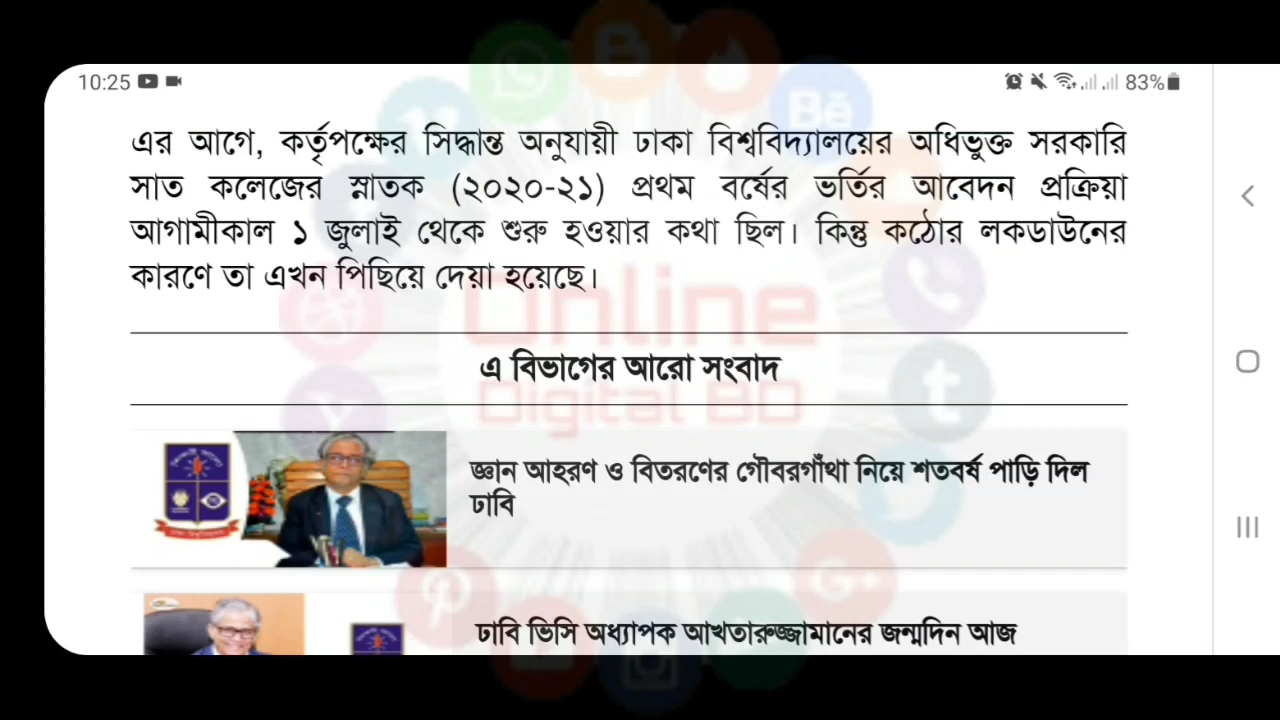 10:25
83%
এর আগে, কর্তৃপক্ষের সিদ্ধান্ত অনুযায়ী ঢাকা বিশ্ববিদ্যালয়ের অধিভুক্ত সরকারি
সাত কলেজের স্নাতক (২০২০-২১) প্রথম বর্ষের ভর্তির আবেদন প্রক্রিয়া
আগামীকাল ১ জুলাই থেকে শুরু হওয়ার কথা ছিল। কিন্তু কঠোর লকডাউনের
কারণে তা এখন পিছিয়ে দেয়া হয়েছে।
Online
Digital BD
এ বিভাগের আরো সংবাদ
জ্ঞান আহরণ ও বিতরণের গৌবরগাঁথা নিয়ে শতবর্ষ পাড়ি দিল
ঢাবি
ঢাবি ভিসি অধ্যাপক আখতারুজ্জামানের জন্মদিন আজ